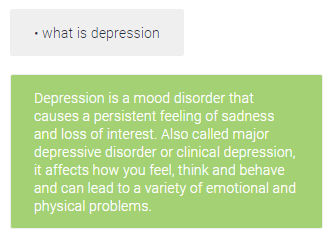 • what is depression
Depression is a mood disorder that
causes a persistent feeling of sadness
and loss of interest. Also called major
depressive disorder or clinical depression,
it affects how you feel, think and behave
and can lead to a variety of emotional and
physical problems.